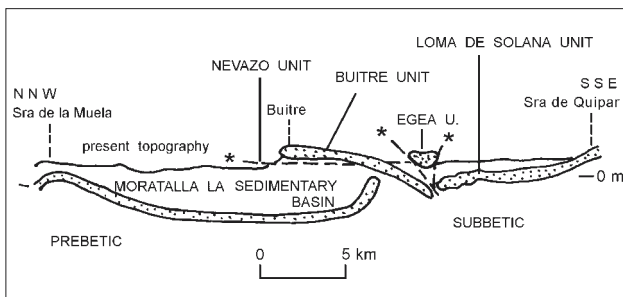 LOMA DE SOLANA UNIT
NEVAZO UNIT
BUITRE UNIT
N N W
S S E
Sra de la Muela
Buitre
EGEA U.
Sra de Quipar
present topography
*
*
*
MORATALLA LA SEDIMENTARY
BASIN
0 m
PREBETIC
SUBBETIC
0
5 km